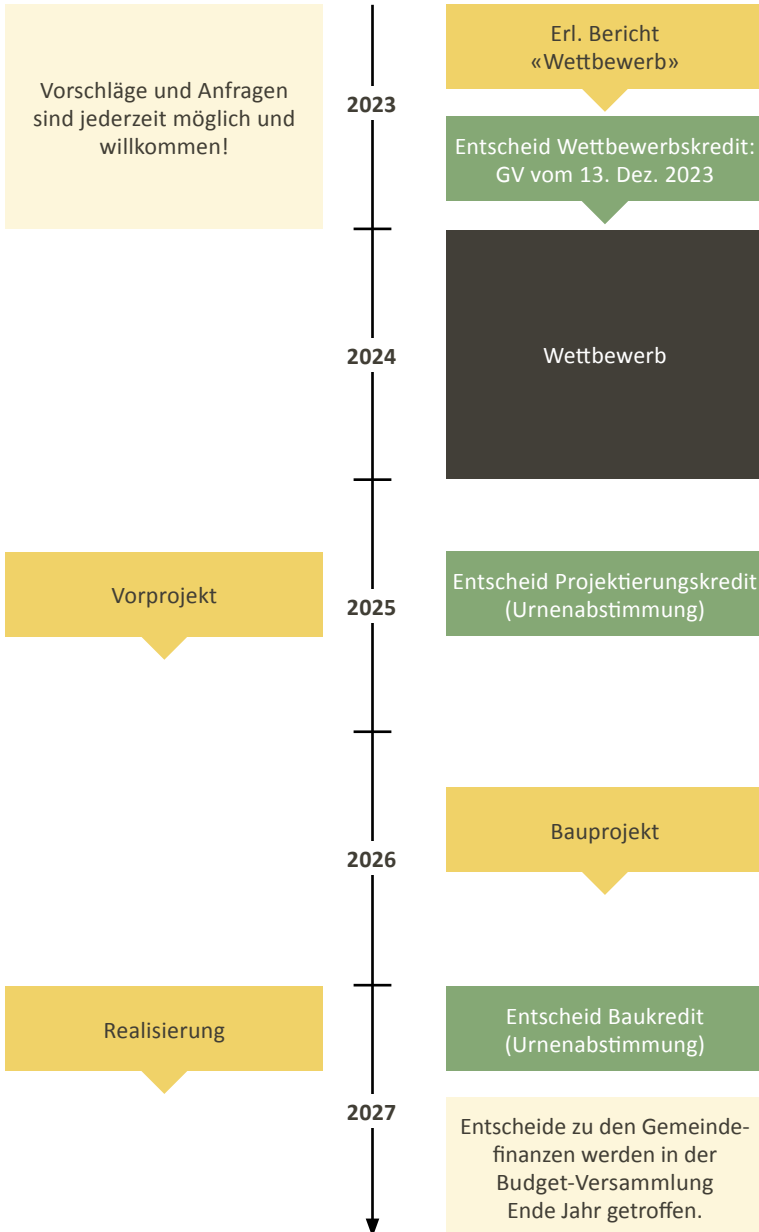 Vorschläge und Anfragen
sind jederzeit möglich und
willkommen!
2023
Erl. Bericht
«Wettbewerb»
Entscheid Wettbewerbskredit:
GV vom 13. Dez. 2023
2024
Wettbewerb
Vorprojekt
2025
Entscheid Projektierungskredit
(Urnenabstimmung)
2026
Bauprojekt
Realisierung
Entscheid Baukredit
(Urnenabstimmung)
2027
Entscheide zu den Gemeinde-
finanzen werden in der
Budget-Versammlung
Ende Jahr getroffen.